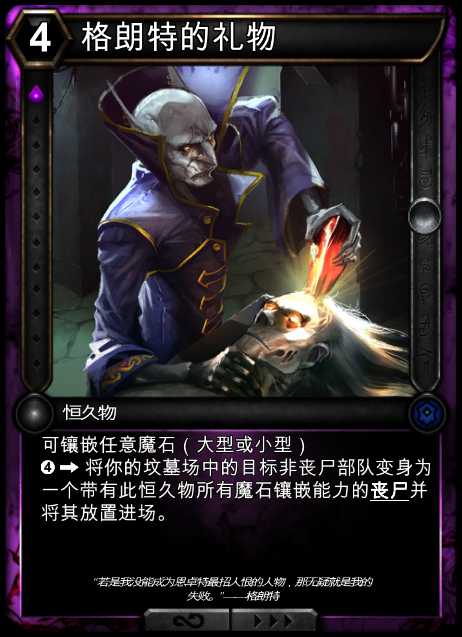 4
格朗特的礼物
恒久物
可镶嵌任意魔石（大型或小型）
❹➡ 将你的坟墓场中的目标非丧尸部队变身为
一个带有此恒久物所有魔石镶嵌能力的丧尸并
将其放置进场。
“若是我没能成为恩卓特最招人恨的人物，那无疑就是我的
失败。”——格朗特